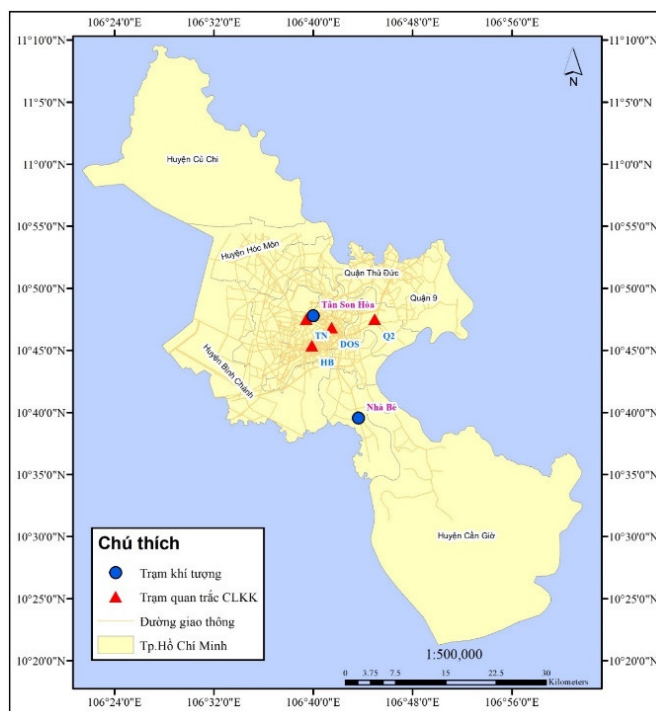 106°24'0"E 106°32'0"E 106°40'0"E 106°48'0"E 106°56'0"E
11°10'0"N 11°10'0"N
N
11°5'0"N 11°5'0"N
Huyện Củ Chi
11°0'0"N 11°0'0"N
10°55'0"N 10°55'0"N
Huyện Hóc Môn
Quận Thủ Đức
10°50'0"N 10°50'0"N
Quận 9
Tân Sơn Hòa
TN DOS Q2
10°45'0"N 10°45'0"N
HB
Huyện Bình Chánh
Nhà Bè
10°40'0"N 10°40'0"N
10°35'0"N 10°35'0"N
10°30'0"N 10°30'0"N
Huyện Cần Giờ
Chú thích
Trạm khí tượng
10°25'0"N 10°25'0"N
Trạm quan trắc CLKK
Đường giao thông
Tp.Hồ Chí Minh
1:500,000
10°20'0"N 10°20'0"N
0 3.75 7.5 15 22.5 30
Kilometers
106°24'0"E 106°32'0"E 106°40'0"E 106°48'0"E 106°56'0"E